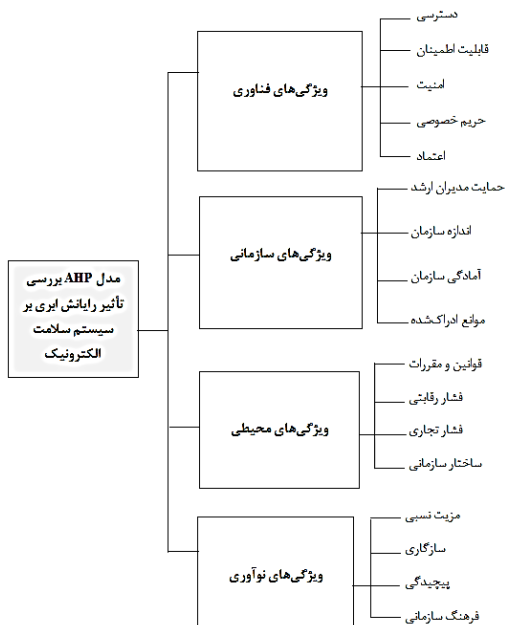 مدل AHP بررسی
تأثیر رایانش ابری بر
سیستم سلامت
الکترونیک
ویژگی‌های فناوری
دسترسی
قابلیت اطمینان
امنیت
حریم خصوصی
اعتماد
ویژگی‌های سازمانی
حمایت مدیران ارشد
اندازه سازمان
آمادگی سازمان
موانع ادراک‌شده
ویژگی‌های محیطی
قوانین و مقررات
فشار رقابتی
فشار تجاری
ساختار سازمانی
ویژگی‌های نوآوری
مزیت نسبی
سازگاری
پیچیدگی
فرهنگ سازمانی